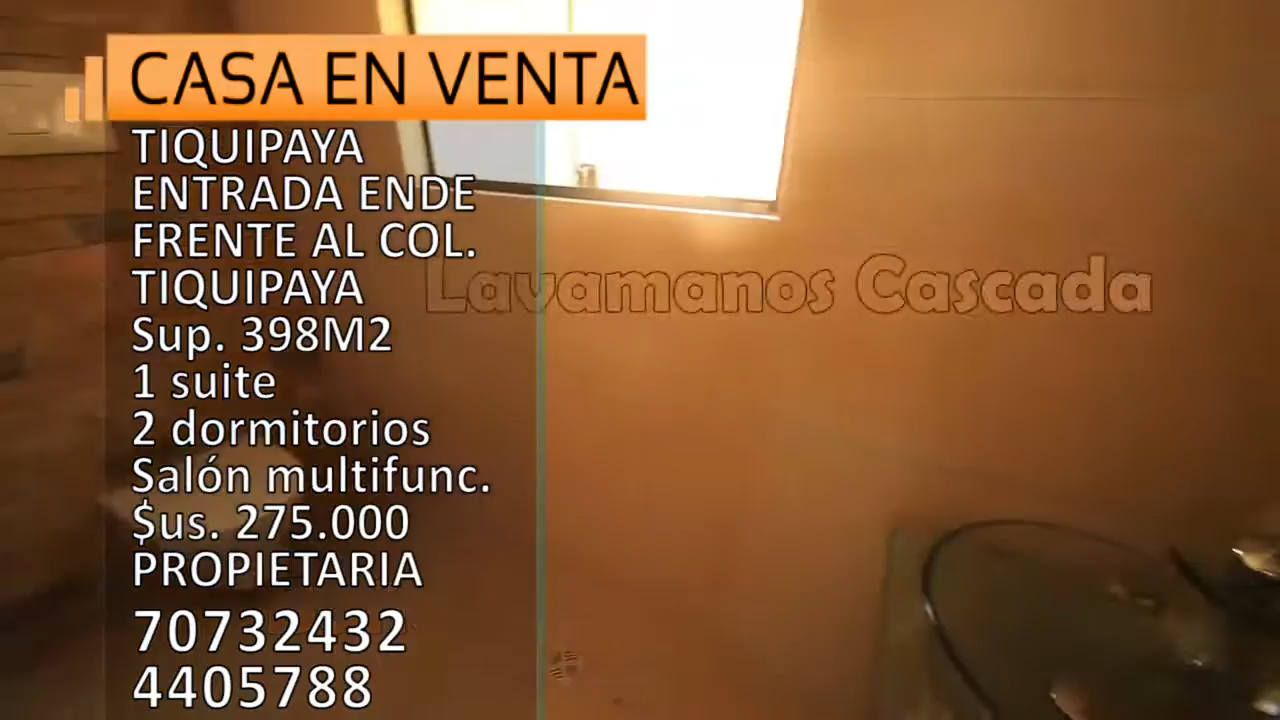 CASA EN VENTA
TIQUIPAYA
ENTRADA ENDE
FRENTE AL COL.
TIQUIPAYA
Lavamanos Cascada
Sup. 398M2
1 suite
2 dormitorios
Salón multifunc.
$us. 275.000
PROPIETARIA
70732432
4405788